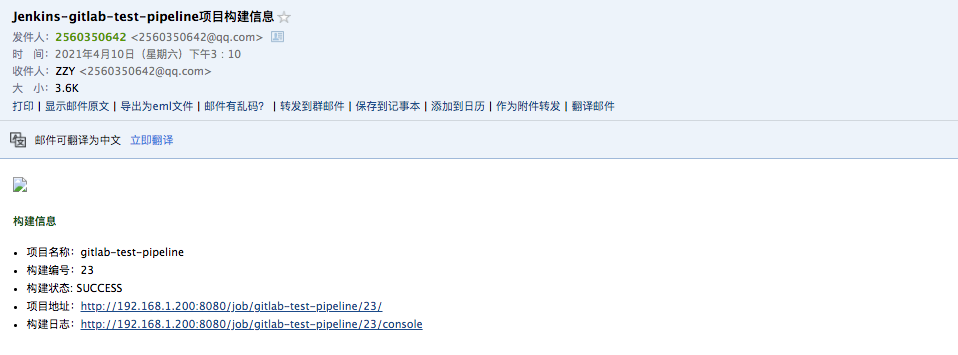 Jenkins-gitlab-test-pipeline项目构建信息
发件人：2560350642 <2560350642@qq.com>
时 间：2021年4月10日（星期六）下午3：10
收件人：ZZY <2560350642@qq.com>
大 小：3.6K
打印 | 显示邮件原文 | 导出为eml文件 | 邮件有乱码？ | 转发到群邮件 | 保存到记事本 | 添加到日历 | 作为附件转发 | 翻译邮件
邮件可翻译为中文 立即翻译
构建信息
• 项目名称：gitlab-test-pipeline
• 构建编号：23
• 构建状态: SUCCESS
• 项目地址：http://192.168.1.200:8080/job/gitlab-test-pipeline/23/
• 构建日志：http://192.168.1.200:8080/job/gitlab-test-pipeline/23/console